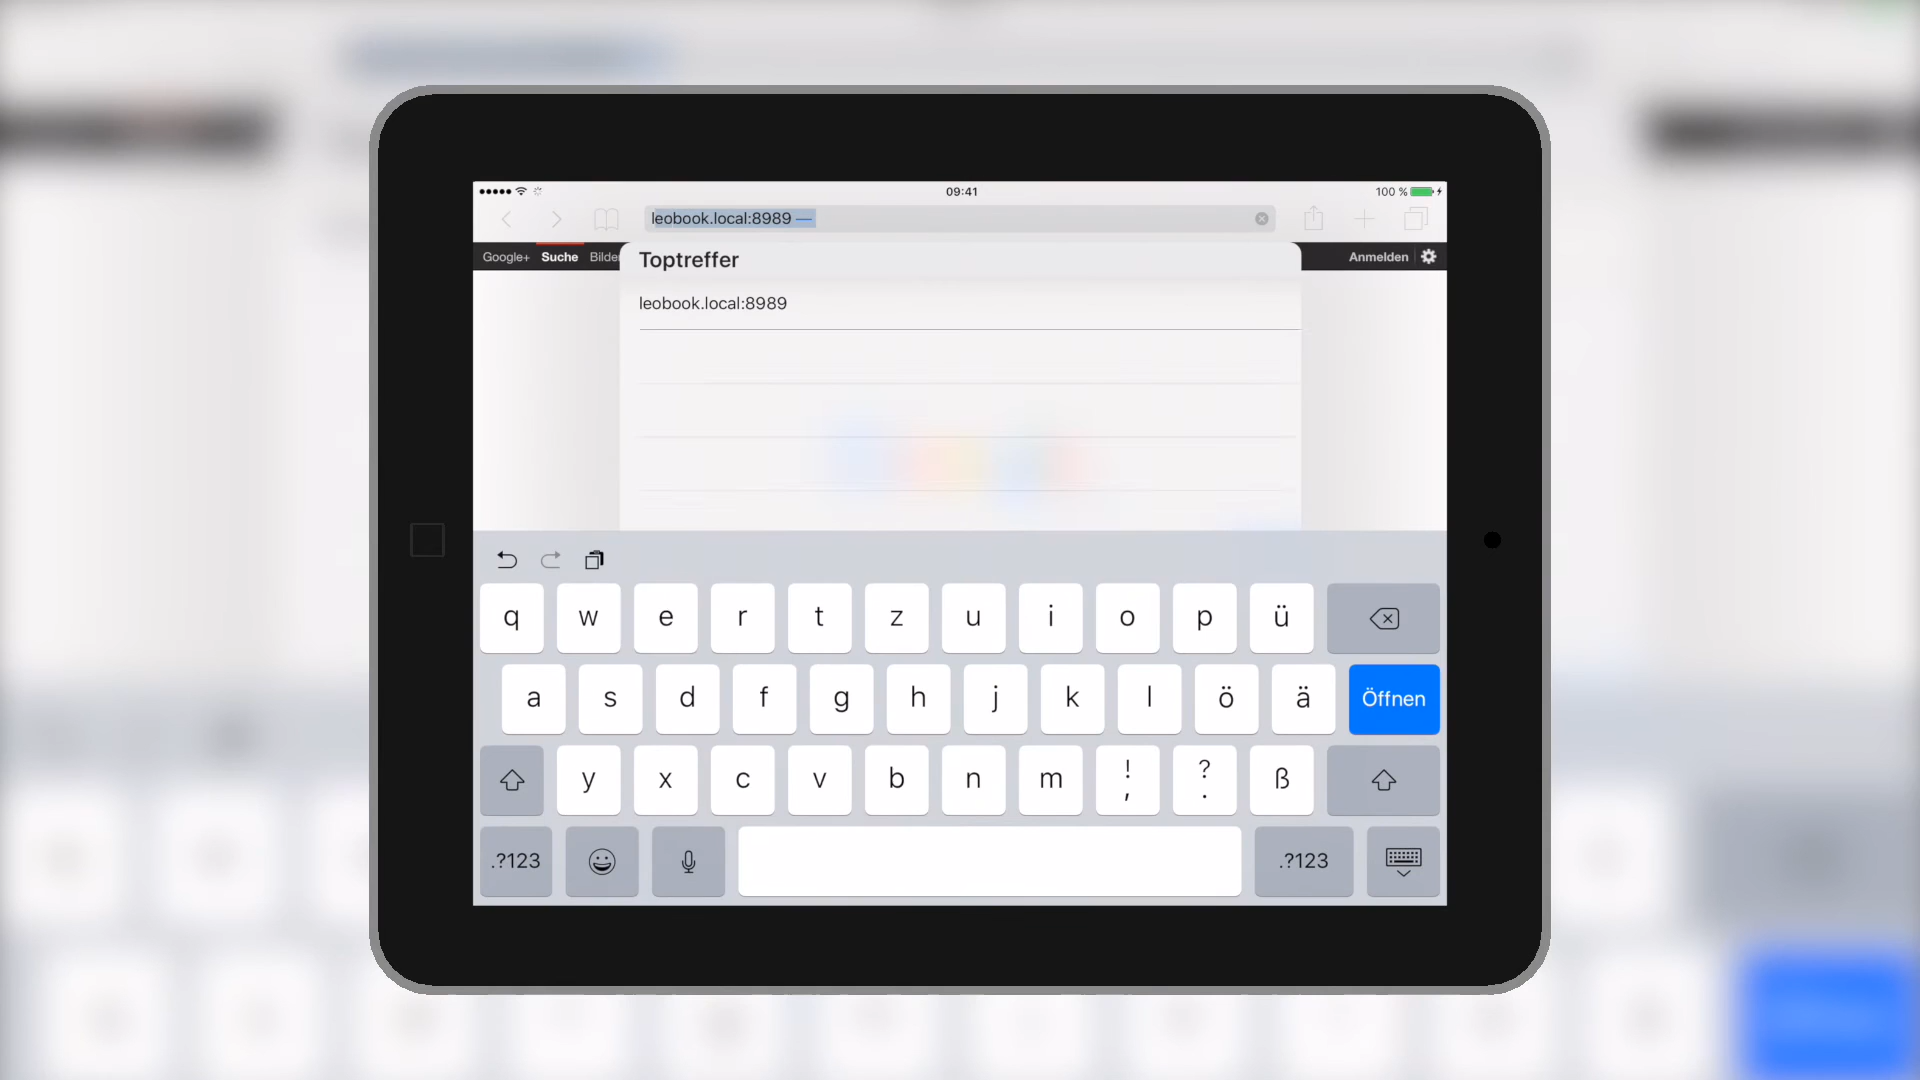 09:41
100 %
leobook.local:8989 —
Google+ Suche Bilder
Anmelden
Toptreffer
leobook.local:8989
q w e r t z u i o p ü
a s d f g h j k l ö ä Öffnen
y x c v b n m ! , ? . ß
.?123 .?123